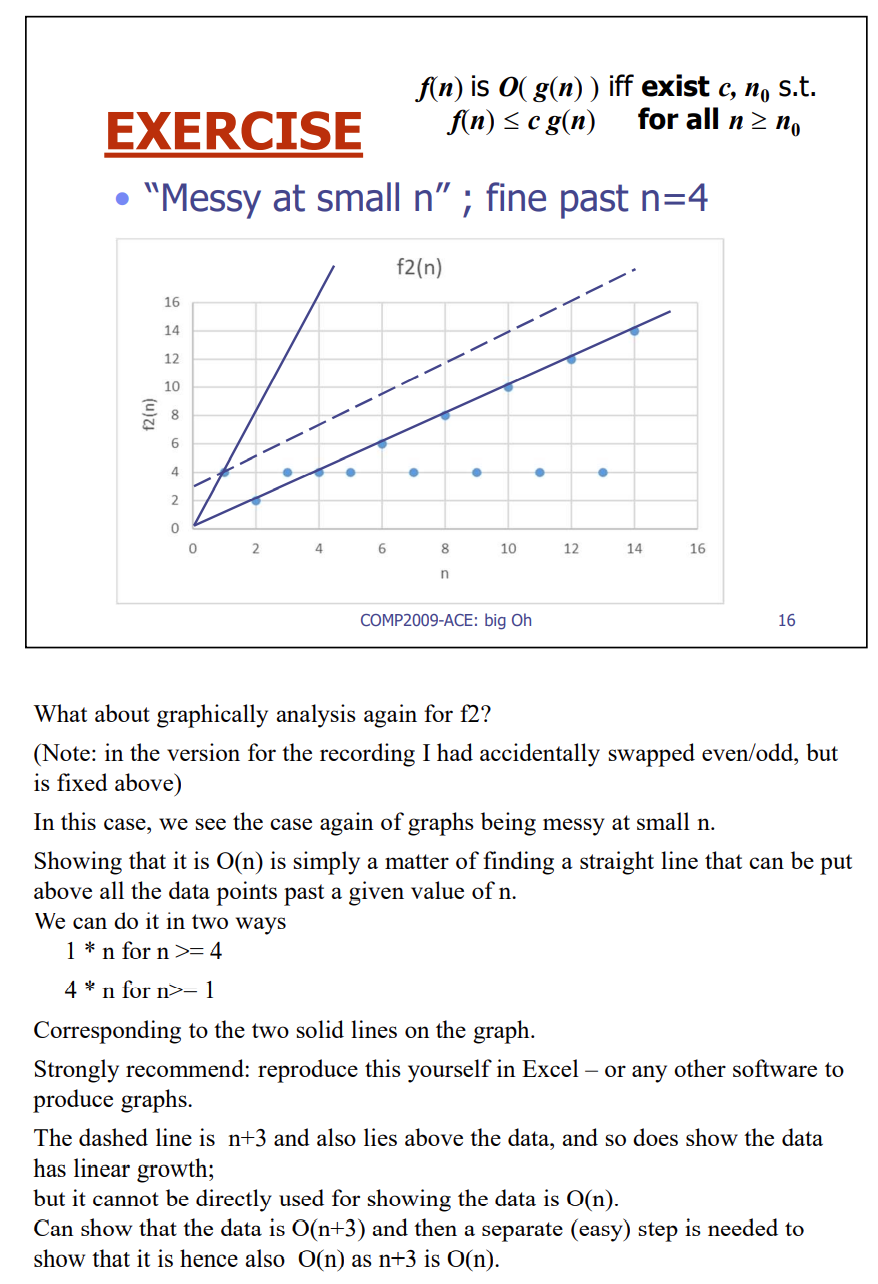 f(n) is O( g(n) ) iff exist c, n₀ s.t.
f(n) ≤ c g(n) for all n ≥ n₀
EXERCISE
• “Messy at small n” ; fine past n=4
f2(n)
16
14
12
10
8
6
4
2
0
f2(n)
0 2 4 6 8 10 12 14 16
n
COMP2009-ACE: big Oh 16
What about graphically analysis again for f2?
(Note: in the version for the recording I had accidentally swapped even/odd, but
is fixed above)
In this case, we see the case again of graphs being messy at small n.
Showing that it is O(n) is simply a matter of finding a straight line that can be put
above all the data points past a given value of n.
We can do it in two ways
1 * n for n >= 4
4 * n for n>= 1
Corresponding to the two solid lines on the graph.
Strongly recommend: reproduce this yourself in Excel – or any other software to
produce graphs.
The dashed line is n+3 and also lies above the data, and so does show the data
has linear growth;
but it cannot be directly used for showing the data is O(n).
Can show that the data is O(n+3) and then a separate (easy) step is needed to
show that it is hence also O(n) as n+3 is O(n).